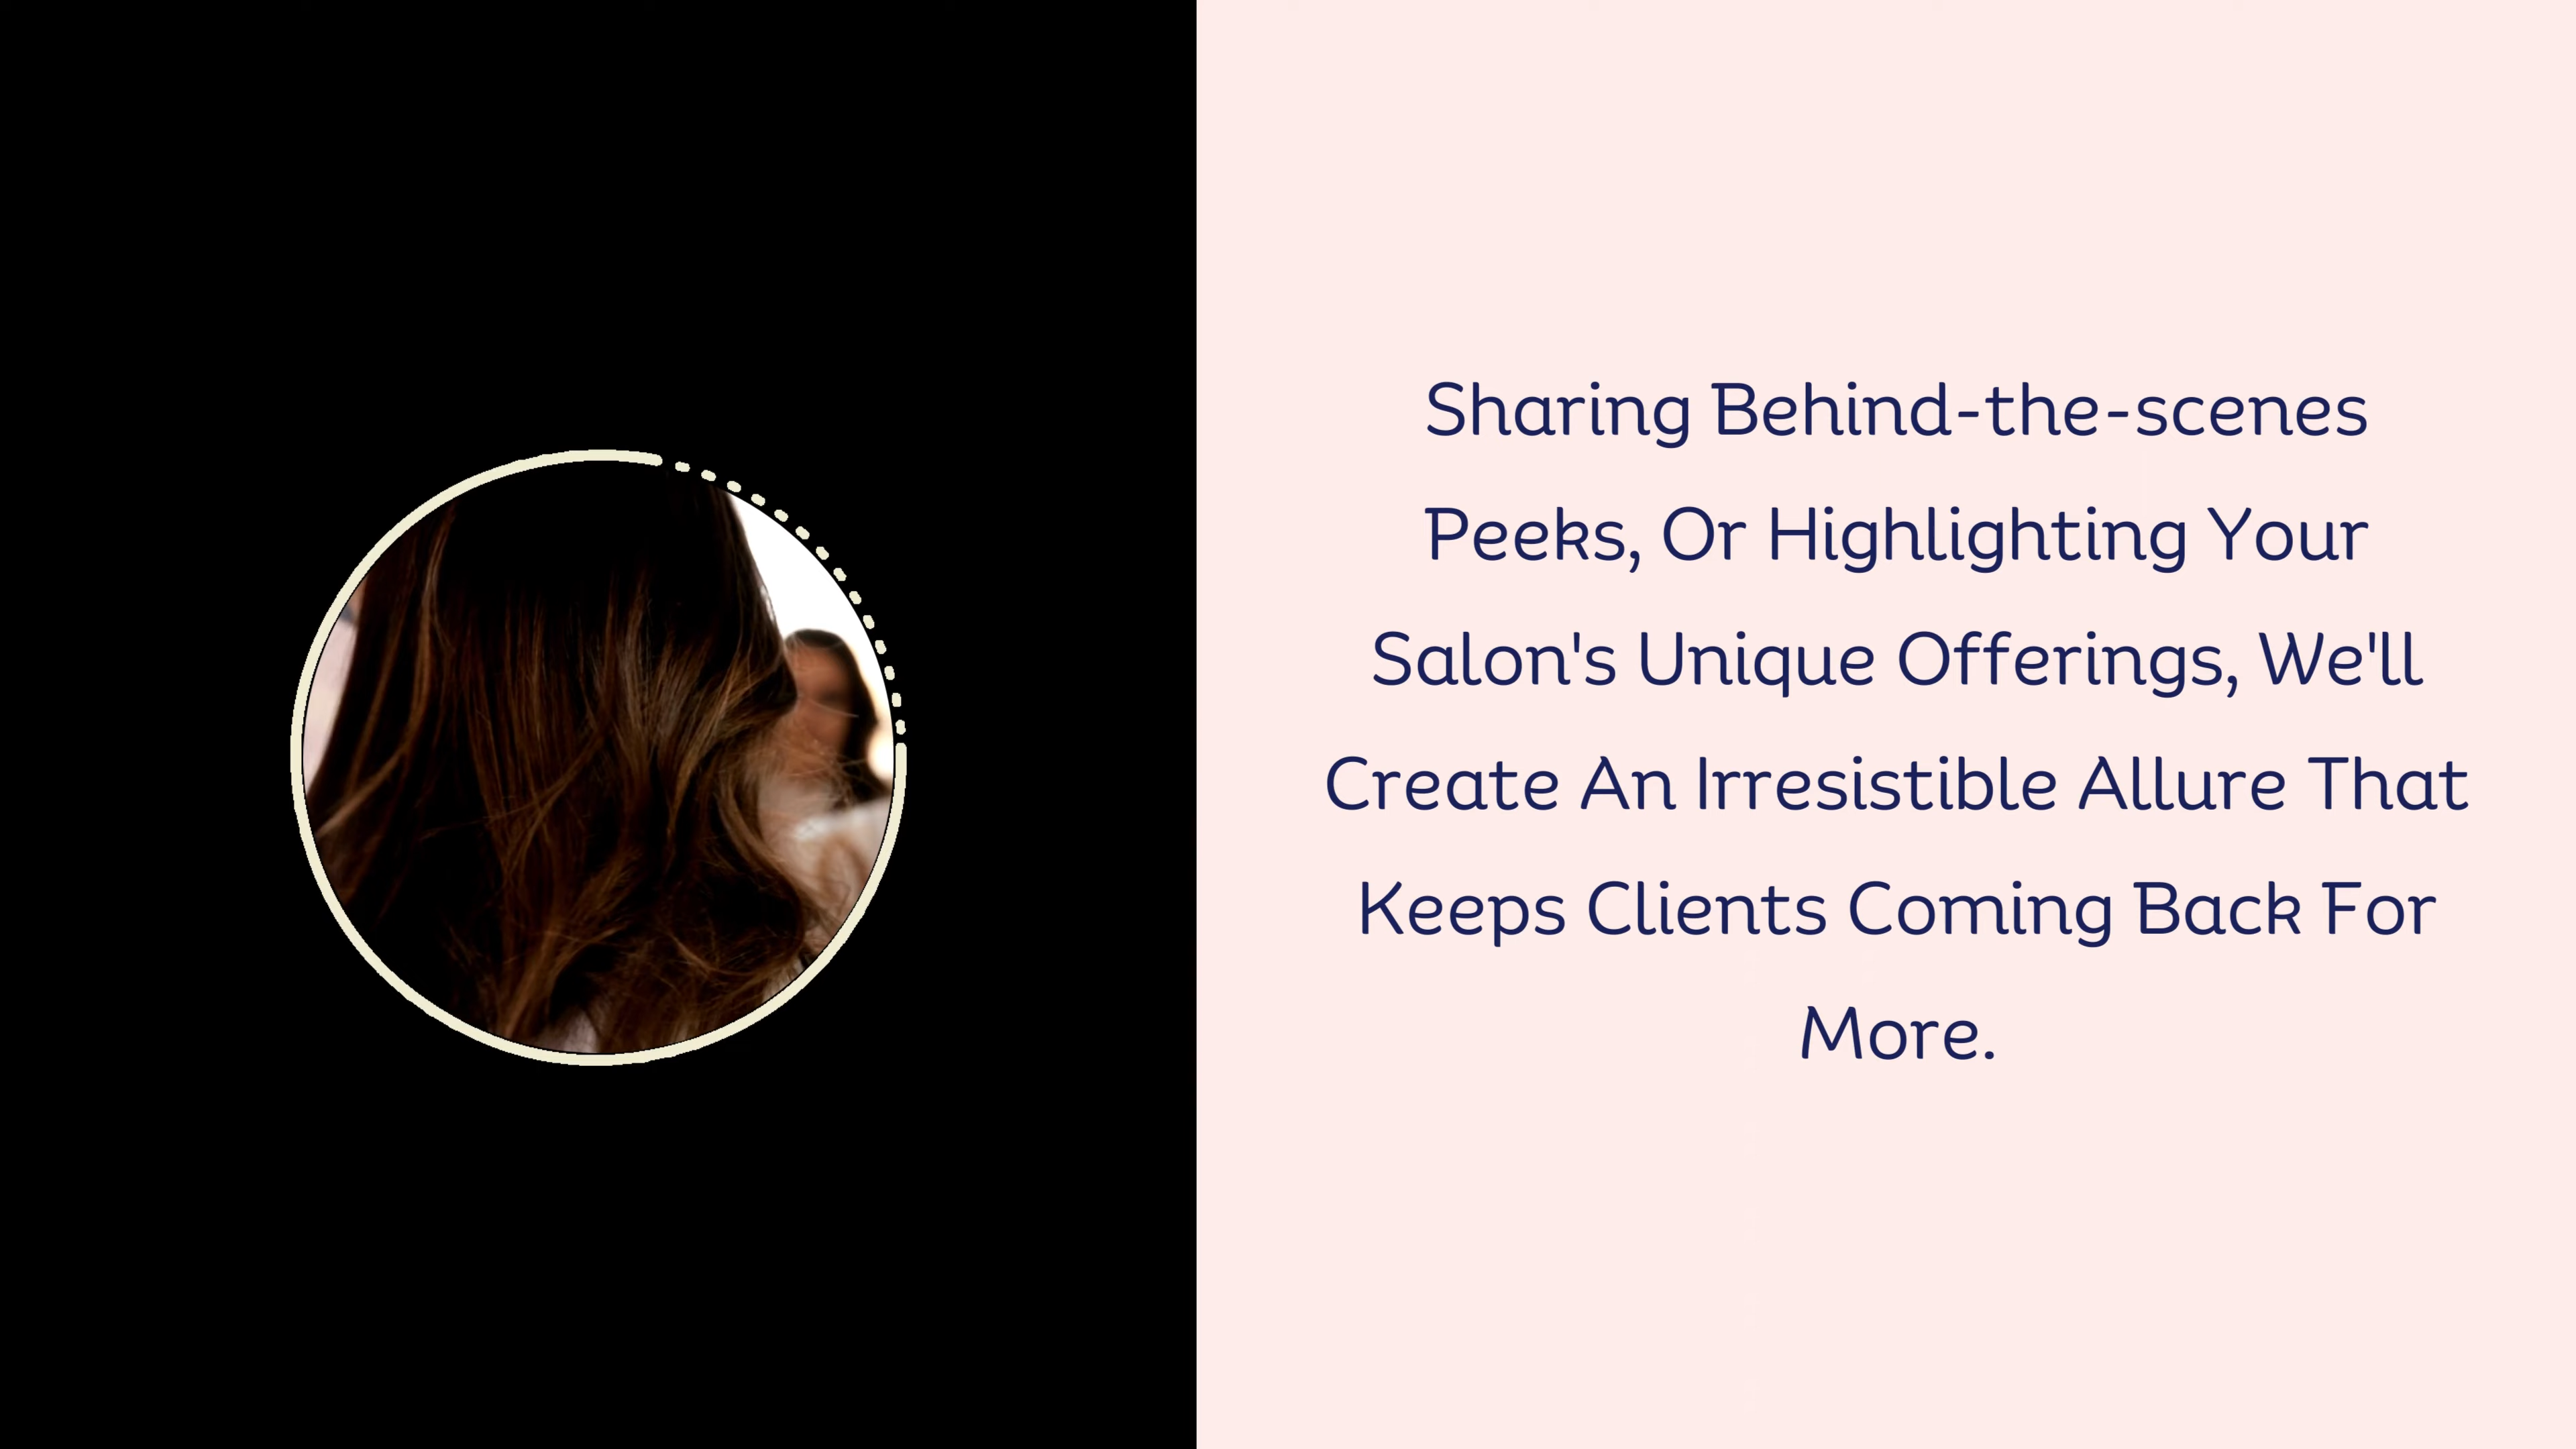 Sharing Behind-the-scenes
Peeks, Or Highlighting Your
Salon's Unique Offerings, We'll
Create An Irresistible Allure That
Keeps Clients Coming Back For
More.